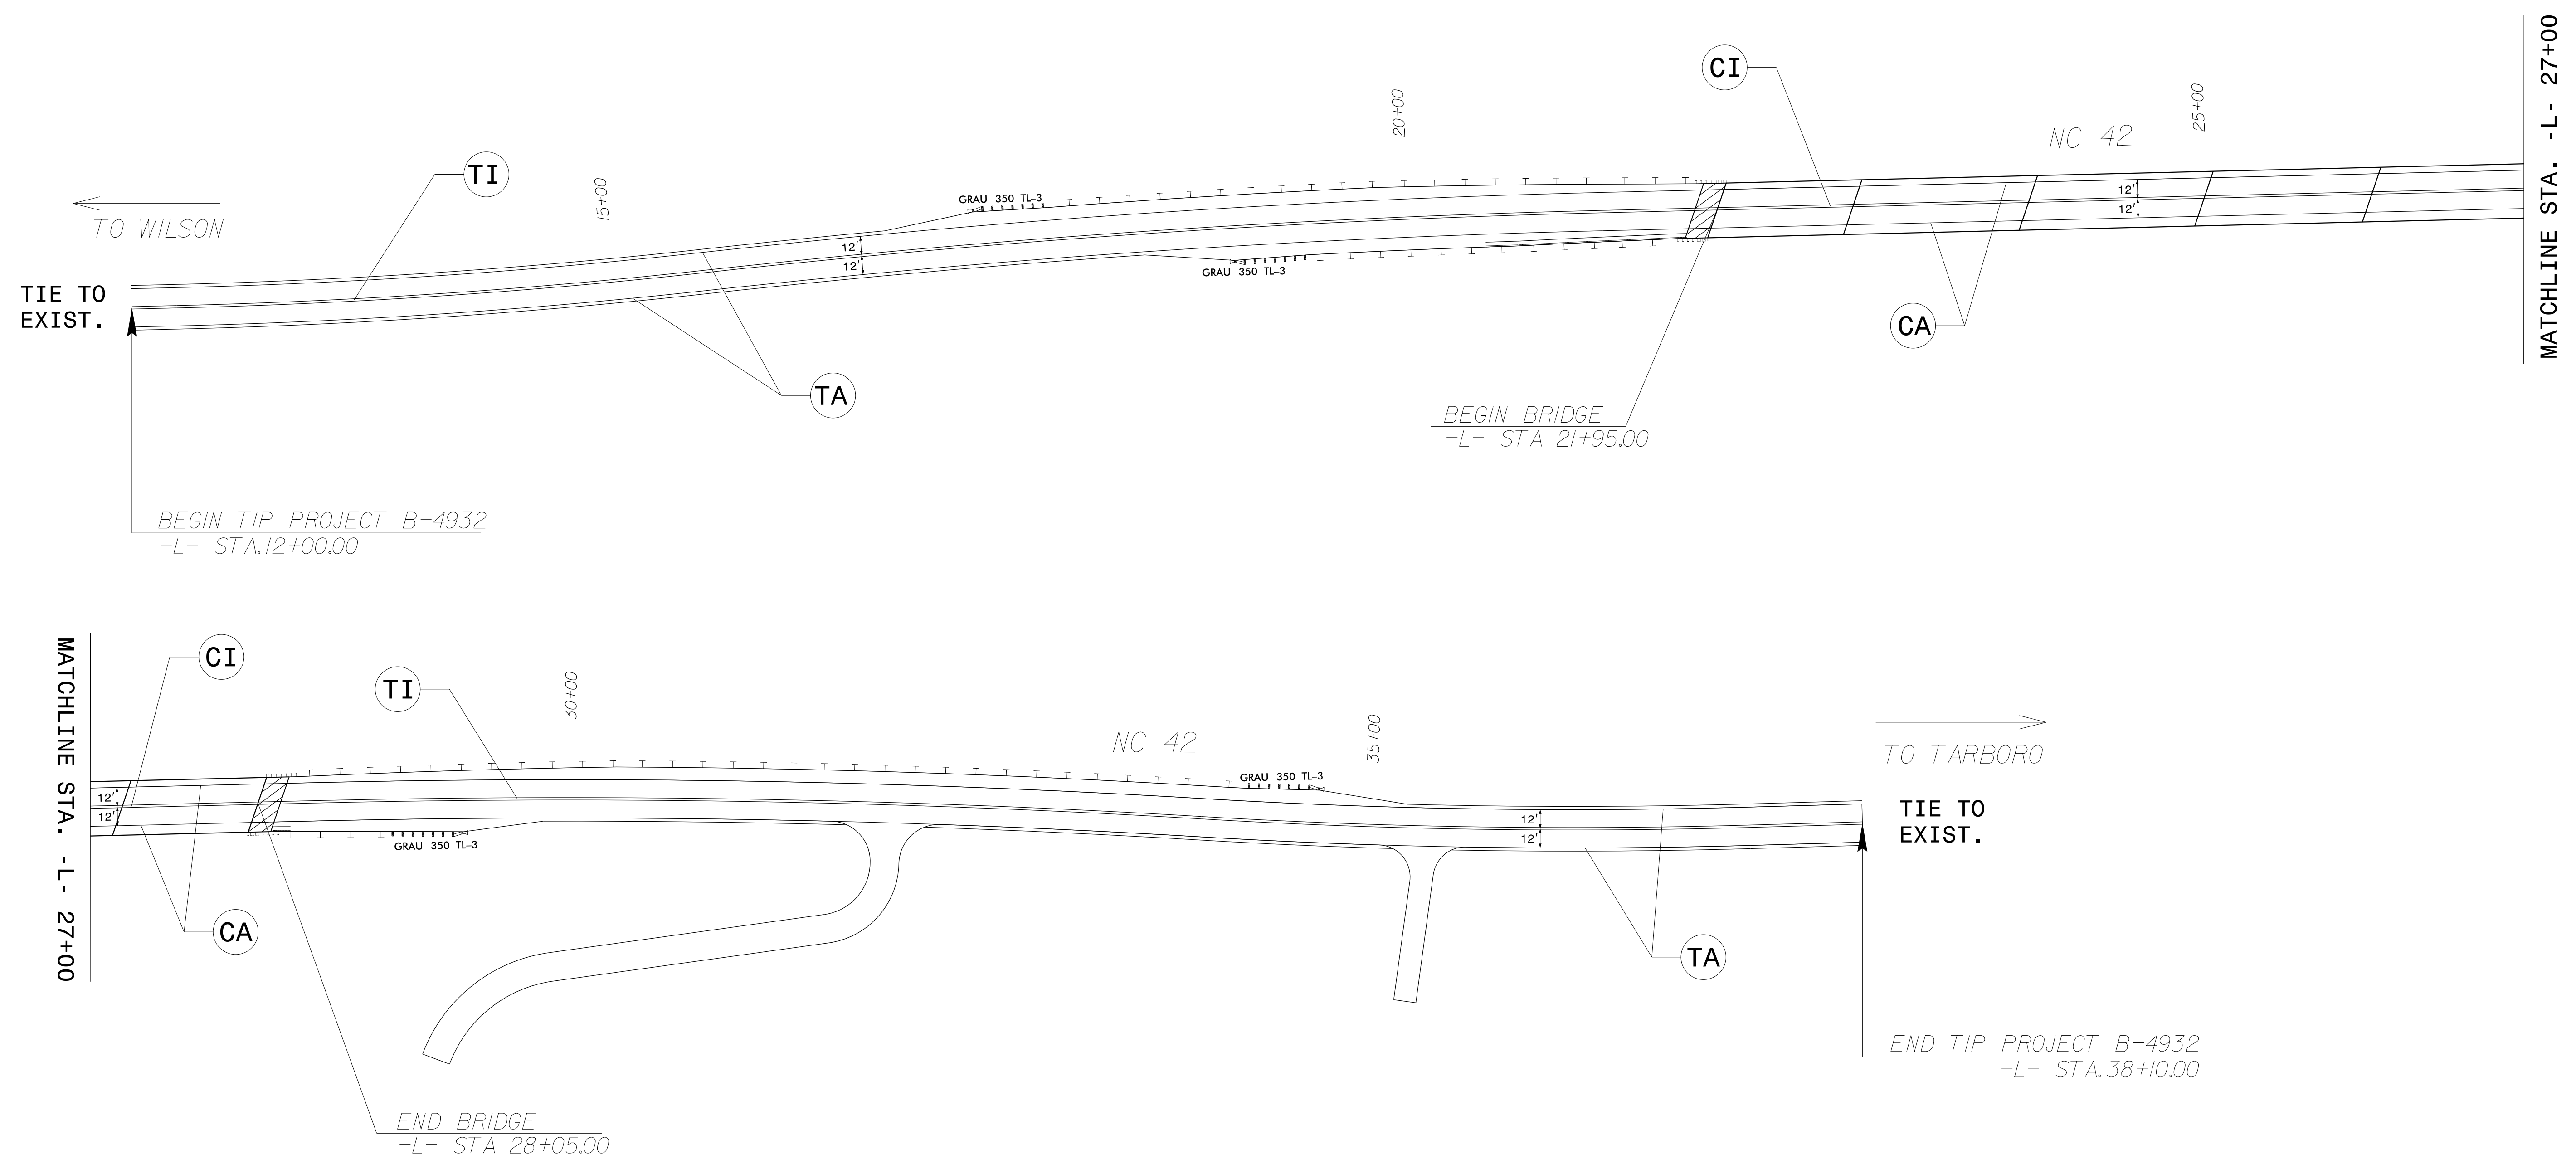 MATCHLINE STA. -L- 27+00
CI
20+00
25+00
NC 42
TI
15+00
GRAU 350 TL-3
12'
12'
TO WILSON
12'
12'
GRAU 350 TL-3
TIE TO
EXIST.
CA
TA
BEGIN BRIDGE
-L- STA 21+95.00
BEGIN TIP PROJECT B-4932
-L- STA.12+00.00
MATCHLINE STA. -L- 27+00
CI
TI
30+00
NC 42
35+00
TO TARBORO
GRAU 350 TL-3
12'
12'
TIE TO
EXIST.
12'
12'
GRAU 350 TL-3
CA
TA
END TIP PROJECT B-4932
-L- STA.38+10.00
END BRIDGE
-L- STA 28+05.00